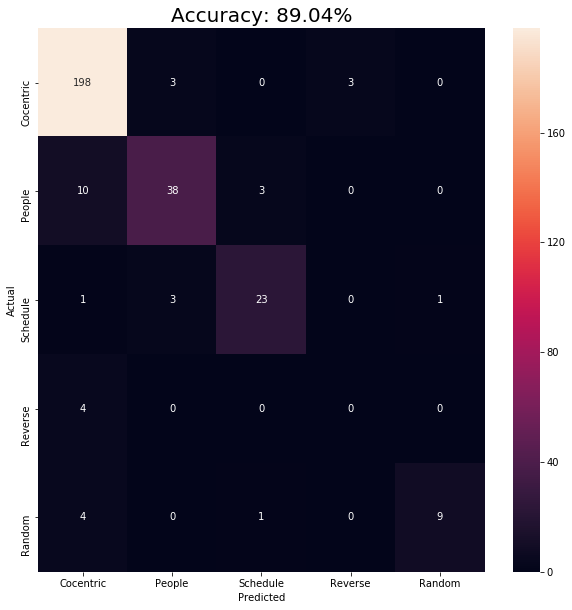 Accuracy: 89.04%
Actual
Cocentric 198 3 0 3 0
People 10 38 3 0 0
Schedule 1 3 23 0 1
Reverse 4 0 0 0 0
Random 4 0 1 0 9
Cocentric People Schedule Reverse Random
Predicted
160
120
80
40
0